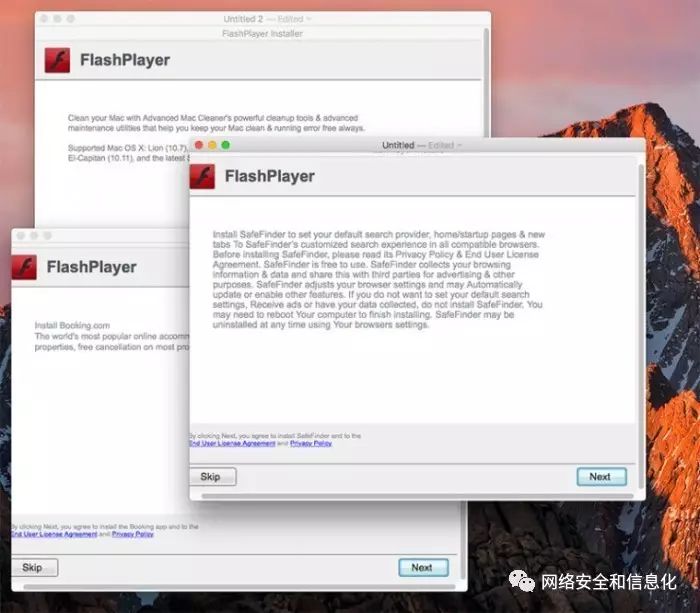 Untitled 2 — Edited
FlashPlayer Installer
FlashPlayer
Clean your Mac with Advanced Mac Cleaner's powerful cleanup tools & advanced
maintenance utilities that help you keep your Mac clean & running error free always.
Supported Mac OS X: Lion (10.7),
El-Capitan (10.11), and the latest
Untitled — Edited
FlashPlayer
Install SafeFinder to set your default search provider, home/startup pages & new
tabs To SafeFinder's customized search experience in all compatible browsers.
Before installing SafeFinder, please read its Privacy Policy & End User License
Agreement. SafeFinder is free to use. SafeFinder collects your browsing
information & data and share this with third parties for advertising & other
purposes. SafeFinder adjusts your browser settings and may Automatically
update or enable other features. If you do not want to set your default search
settings, Receive ads or have your data collected, do not install SafeFinder. You
may need to reboot Your computer to finish installing. SafeFinder may be
uninstalled at any time using Your browsers settings.
By clicking Next, you agree to install SafeFinder and to the
End User License Agreement and Privacy Policy
Skip
Next
FlashPlayer
Install Booking.com
The world's most popular online accomm
properties, free cancellation on most pro
By clicking Next, you agree to install the Booking app and to the
End User License Agreement and Privacy Policy
Skip
Next
网络安全和信息化